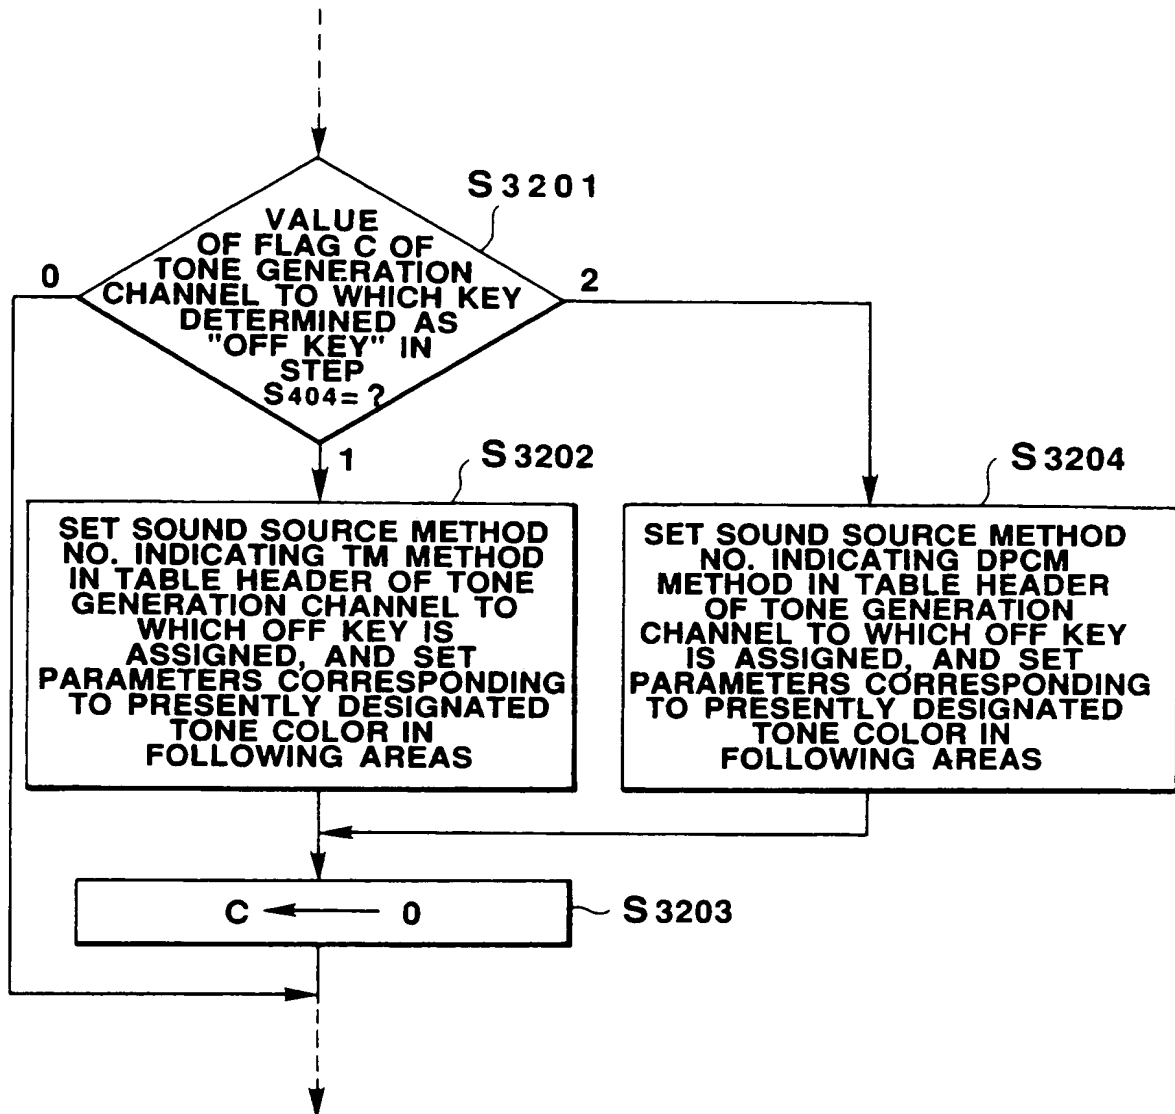 S3201
VALUE
OF FLAG C OF
TONE GENERATION
CHANNEL TO WHICH KEY
DETERMINED AS
"OFF KEY" IN
STEP
S404=?
0
2
1
S3202
SET SOUND SOURCE METHOD
NO. INDICATING TM METHOD
IN TABLE HEADER OF TONE
GENERATION CHANNEL TO
WHICH OFF KEY IS
ASSIGNED, AND SET
PARAMETERS CORRESPONDING
TO PRESENTLY DESIGNATED
TONE COLOR IN
FOLLOWING AREAS
S3204
SET SOUND SOURCE METHOD
NO. INDICATING DPCM
METHOD IN TABLE HEADER
OF TONE GENERATION
CHANNEL TO WHICH OFF KEY
IS ASSIGNED, AND SET
PARAMETERS CORRESPONDING
TO PRESENTLY DESIGNATED
TONE COLOR IN
FOLLOWING AREAS
C ← 0
S3203